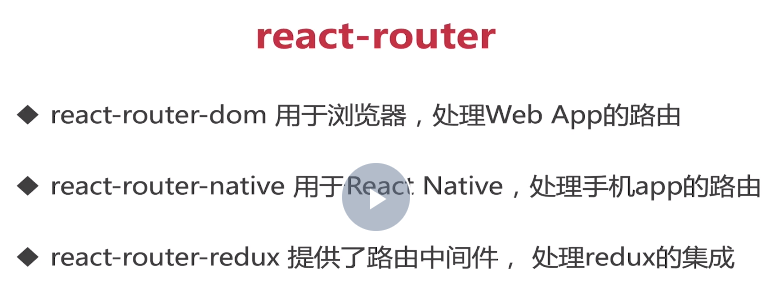 react-router
◆ react-router-dom 用于浏览器，处理Web App的路由
◆ react-router-native 用于React Native，处理手机app的路由
◆ react-router-redux 提供了路由中间件， 处理redux的集成